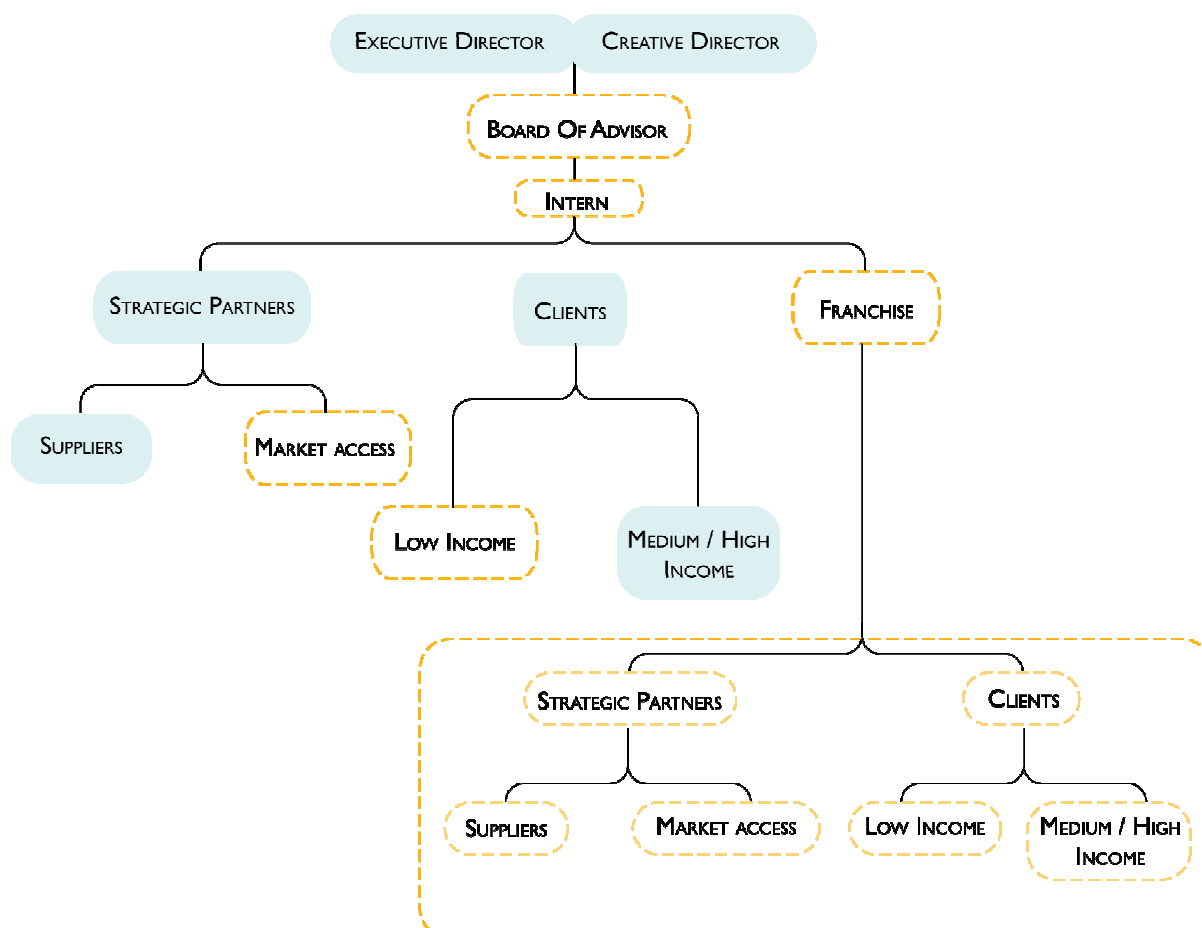 Executive Director
Creative Director
Board Of Advisor
Intern
Strategic Partners
Clients
Franchise
Suppliers
Market access
Low Income
Medium / High
Income
Strategic Partners
Clients
Suppliers
Market access
Low Income
Medium / High
Income